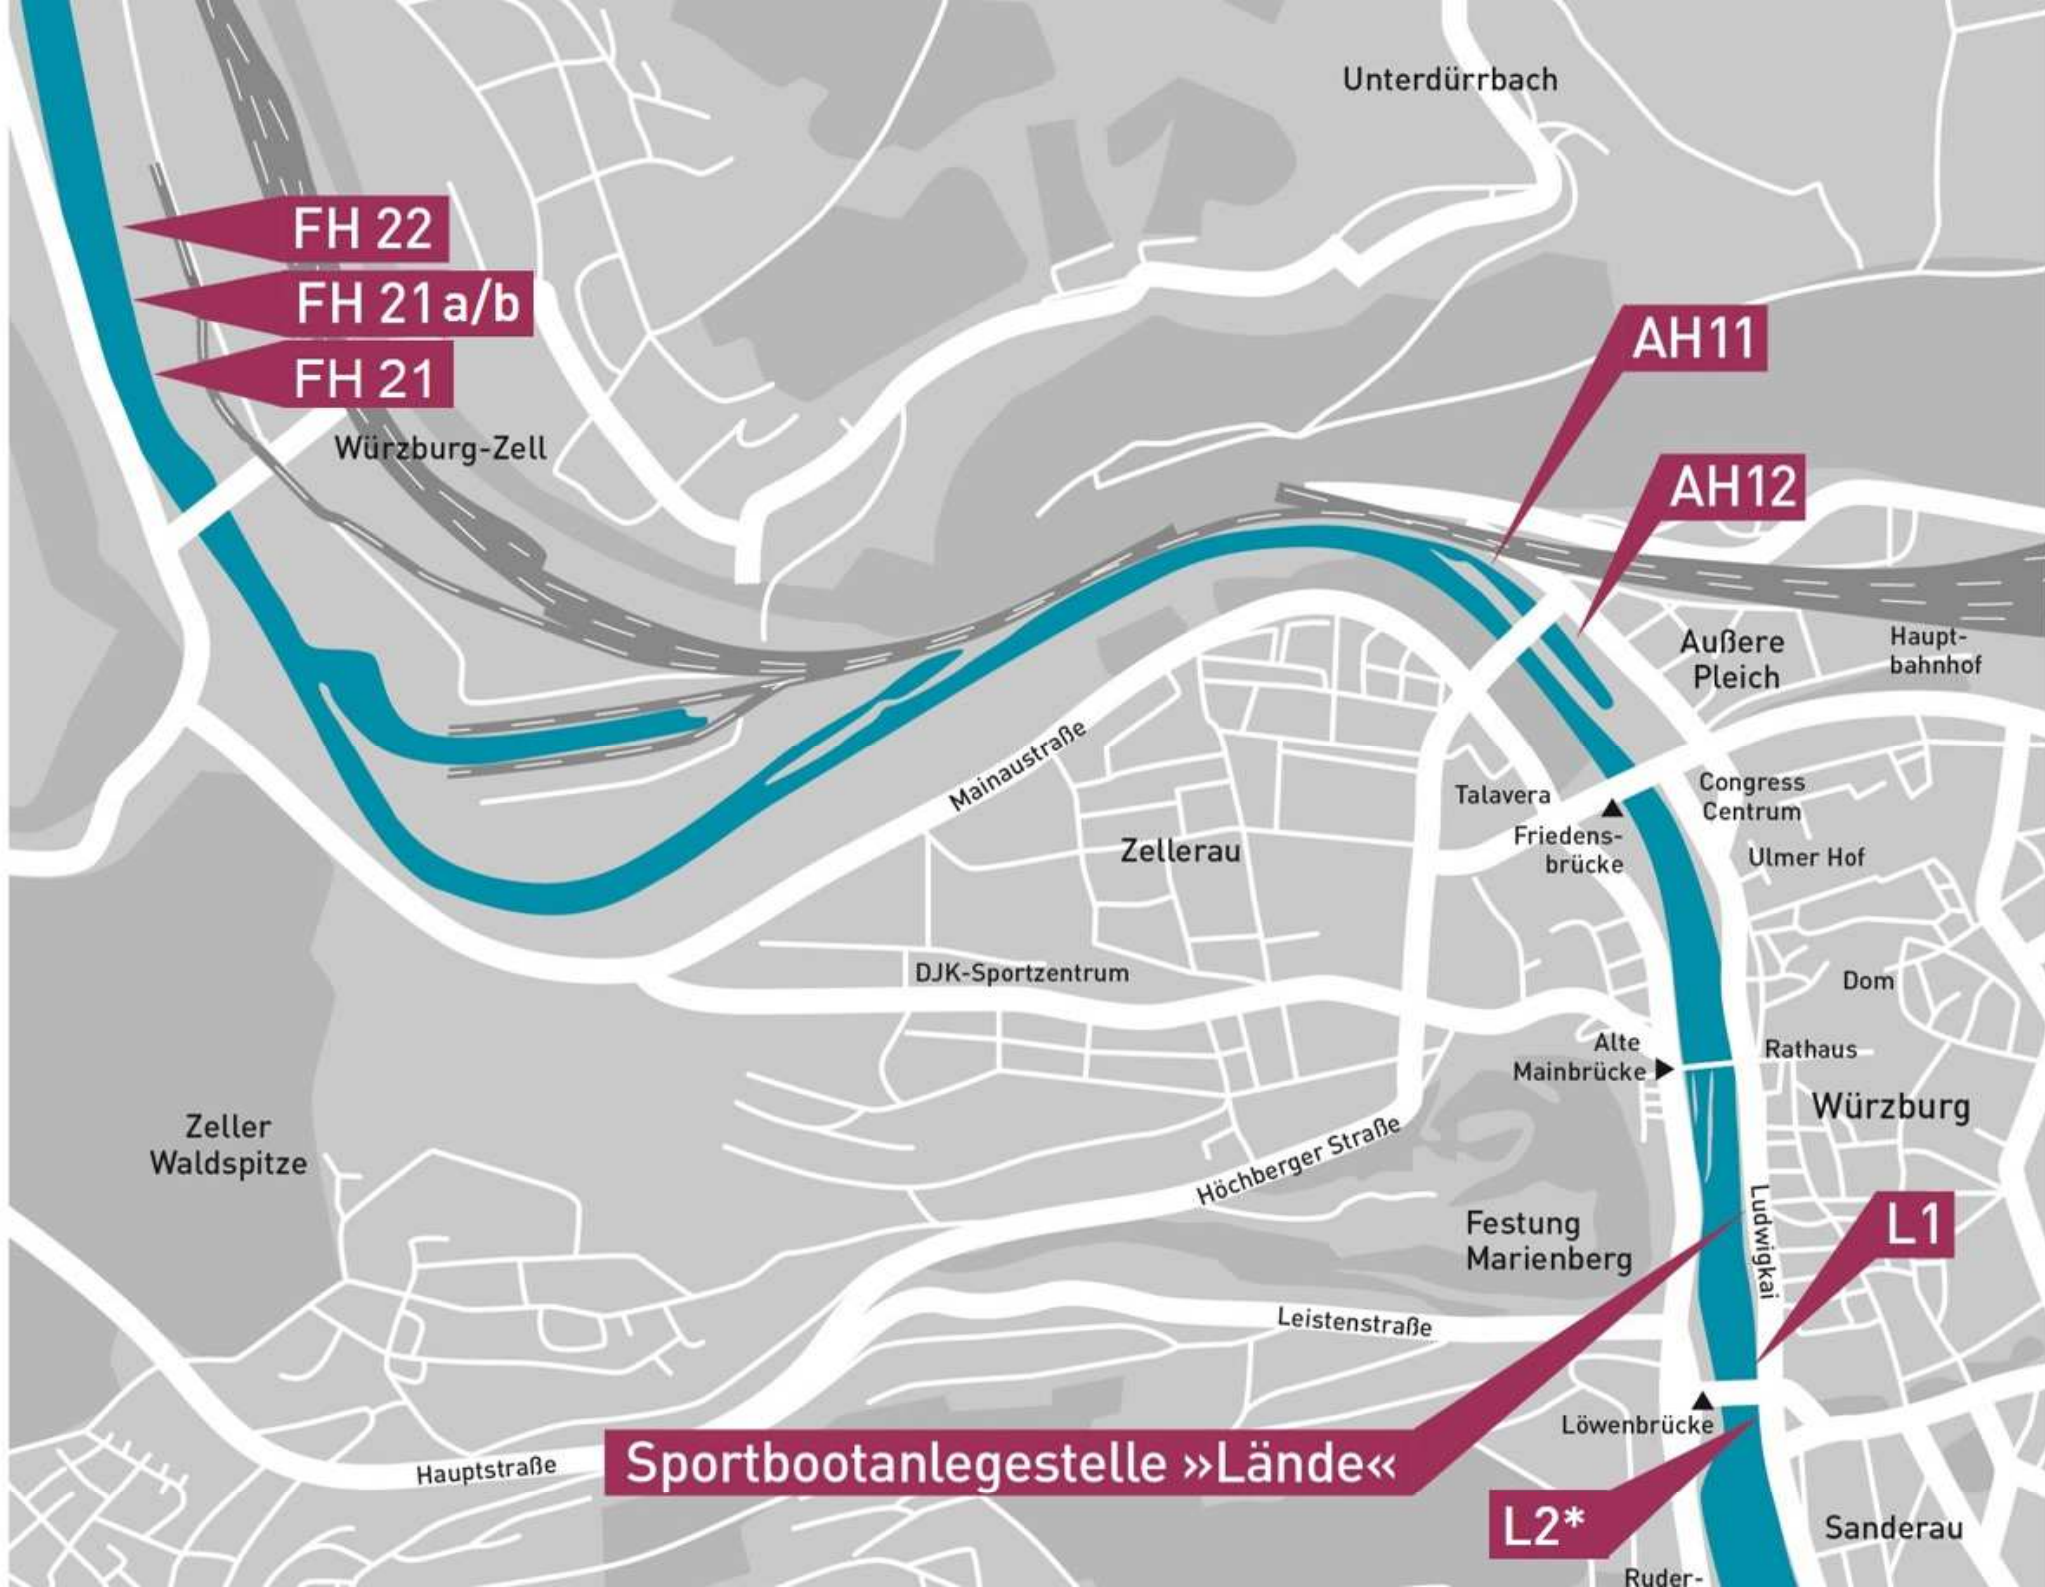 Unterdürrbach
FH 22
FH 21 a/b
FH 21
Würzburg-Zell
AH11
AH12
Außere
Pleich
Haupt-
bahnhof
Mainaustraße
Talavera
Congress
Centrum
Friedens-
brücke
Zellerau
Ulmer Hof
DJK-Sportzentrum
Dom
Alte
Mainbrücke
Rathaus
Würzburg
Zeller
Waldspitze
Höchberger Straße
Festung
Marienberg
Ludwigkai
L1
Leistenstraße
Löwenbrücke
Hauptstraße
Sportbootanlegestelle »Lände«
L2*
Sanderau
Ruder-